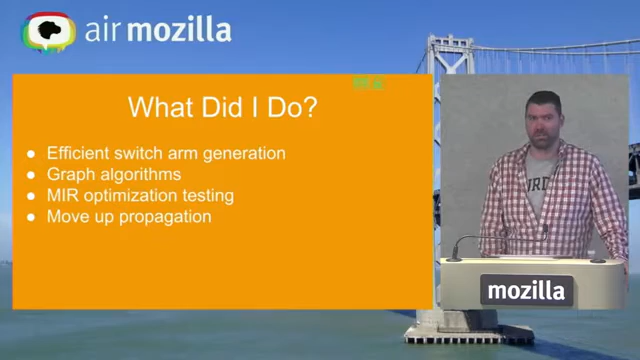 air mozilla
What Did I Do?
● Efficient switch arm generation
● Graph algorithms
● MIR optimization testing
● Move up propagation
mozilla